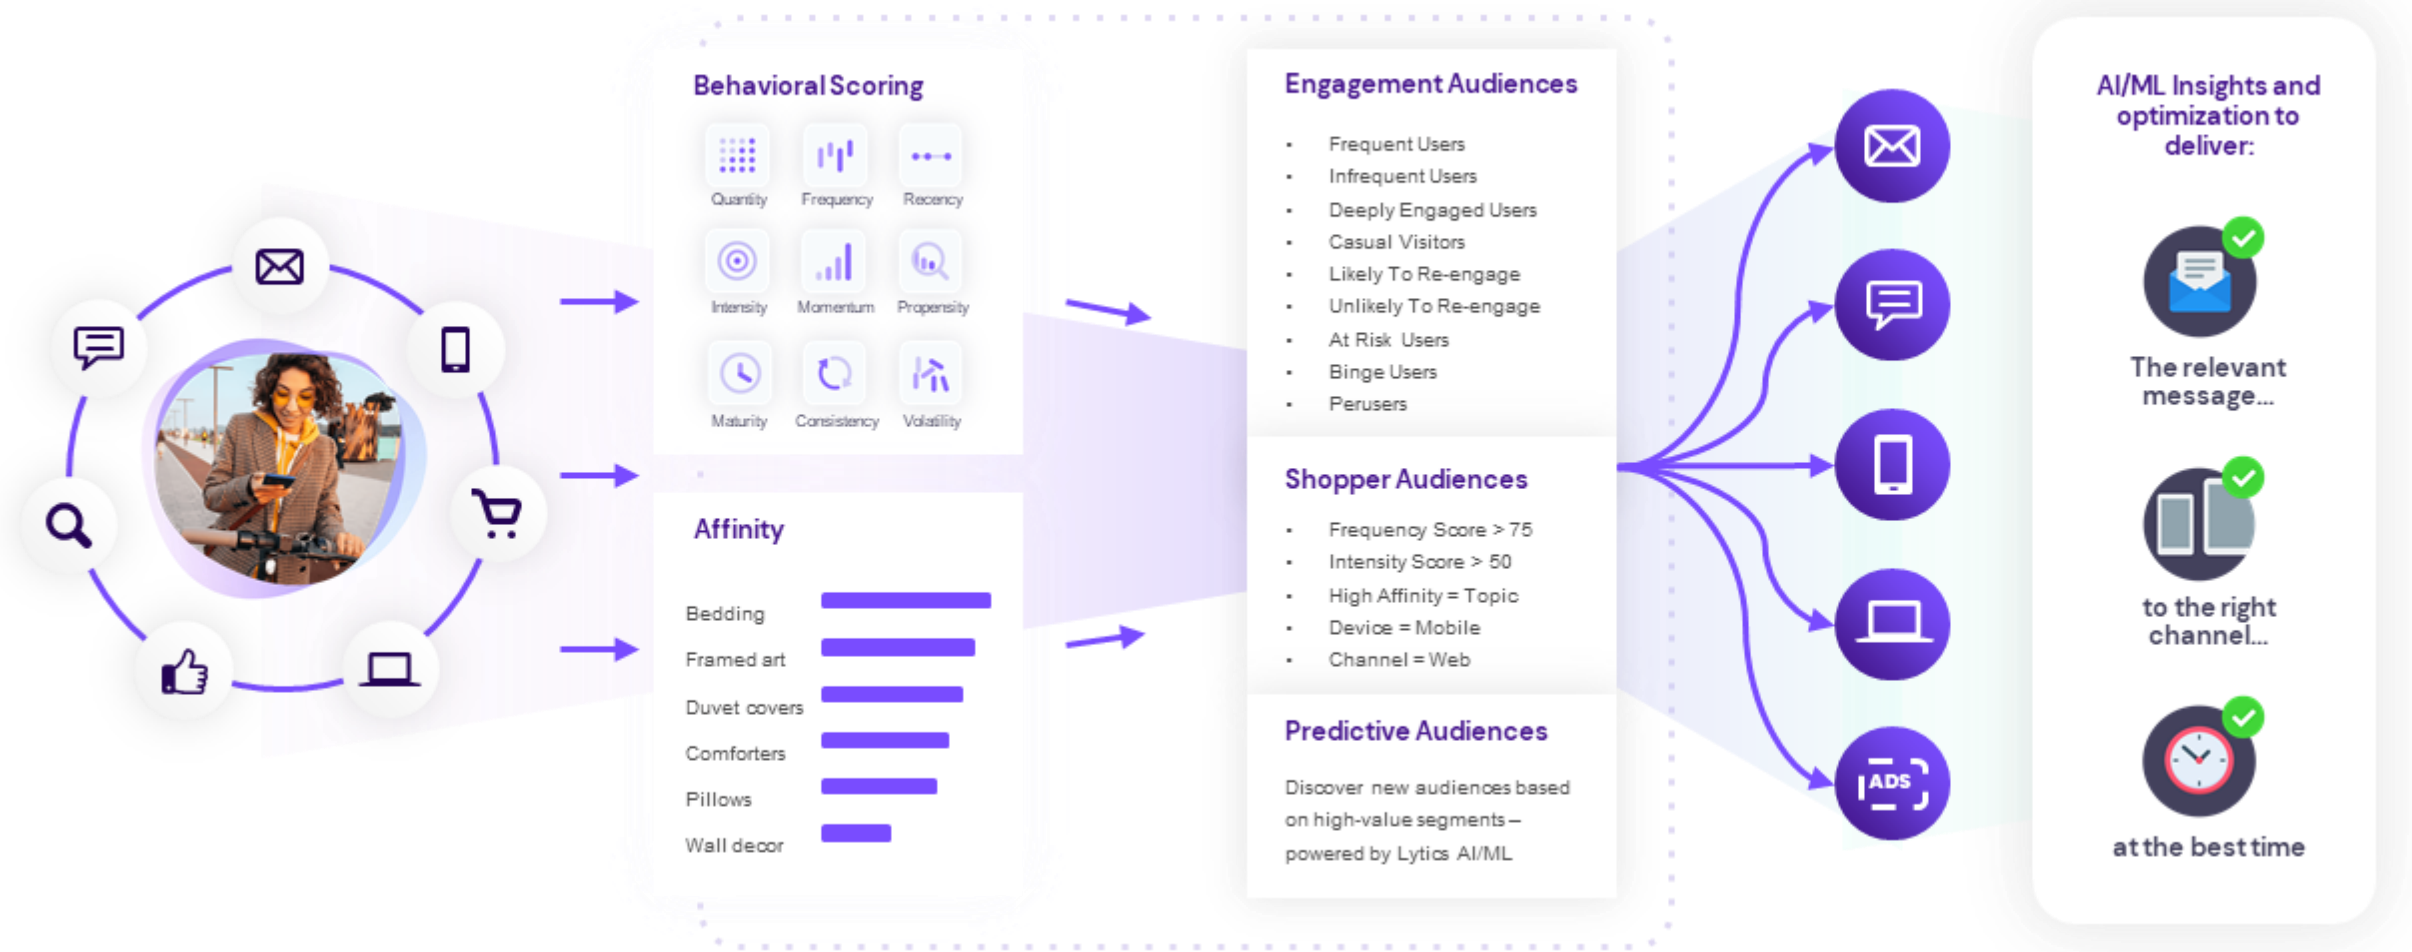 Behavioral Scoring
Quantity
Frequency
Recency
Intensity
Momentum
Propensity
Maturity
Consistency
Volatility
Affinity
Bedding
Framed art
Duvet covers
Comforters
Pillows
Wall decor
Engagement Audiences
• Frequent Users
• Infrequent Users
• Deeply Engaged Users
• Casual Visitors
• Likely To Re-engage
• Unlikely To Re-engage
• At Risk Users
• Binge Users
• Perusers
Shopper Audiences
• Frequency Score > 75
• Intensity Score > 50
• High Affinity = Topic
• Device = Mobile
• Channel = Web
Predictive Audiences
Discover new audiences based
on high-value segments –
powered by Lytics AI/ML
ADS
AI/ML Insights and
optimization to
deliver:
The relevant
message...
to the right
channel...
at the best time